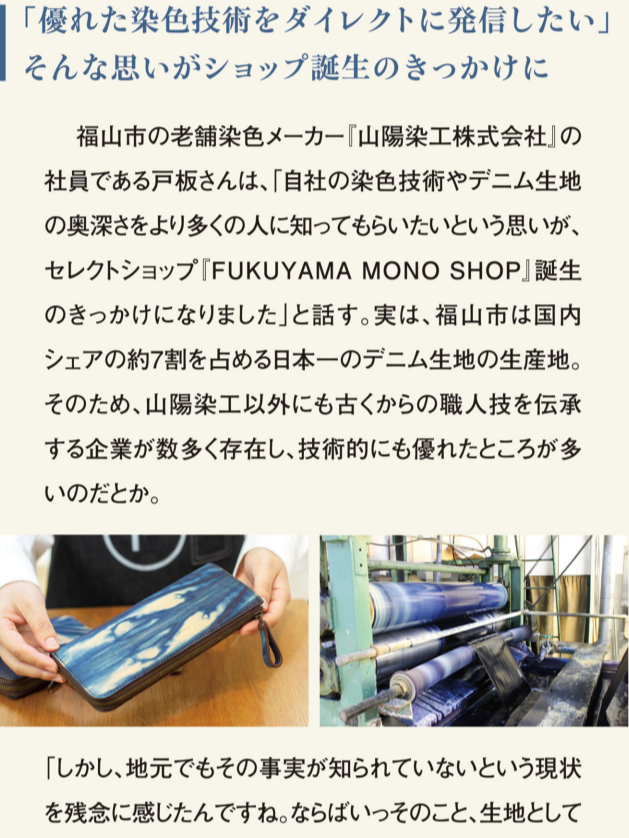 「優れた染色技術をダイレクトに発信したい」
そんな思いがショップ誕生のきっかけに
福山市の老舗染色メーカー『山陽染工株式会社』の
社員である戸板さんは、「自社の染色技術やデニム生地
の奥深さをより多くの人に知ってもらいたいという思いが、
セレクトショップ『FUKUYAMA MONO SHOP』誕生
のきっかけになりました」と話す。実は、福山市は国内
シェアの約7割を占める日本一のデニム生地の生産地。
そのため、山陽染工以外にも古くからの職人技を伝承
する企業が数多く存在し、技術的にも優れたところが多
いのだとか。
「しかし、地元でもその事実が知られていないという現状
を残念に感じたんですね。ならばいっそのこと、生地として